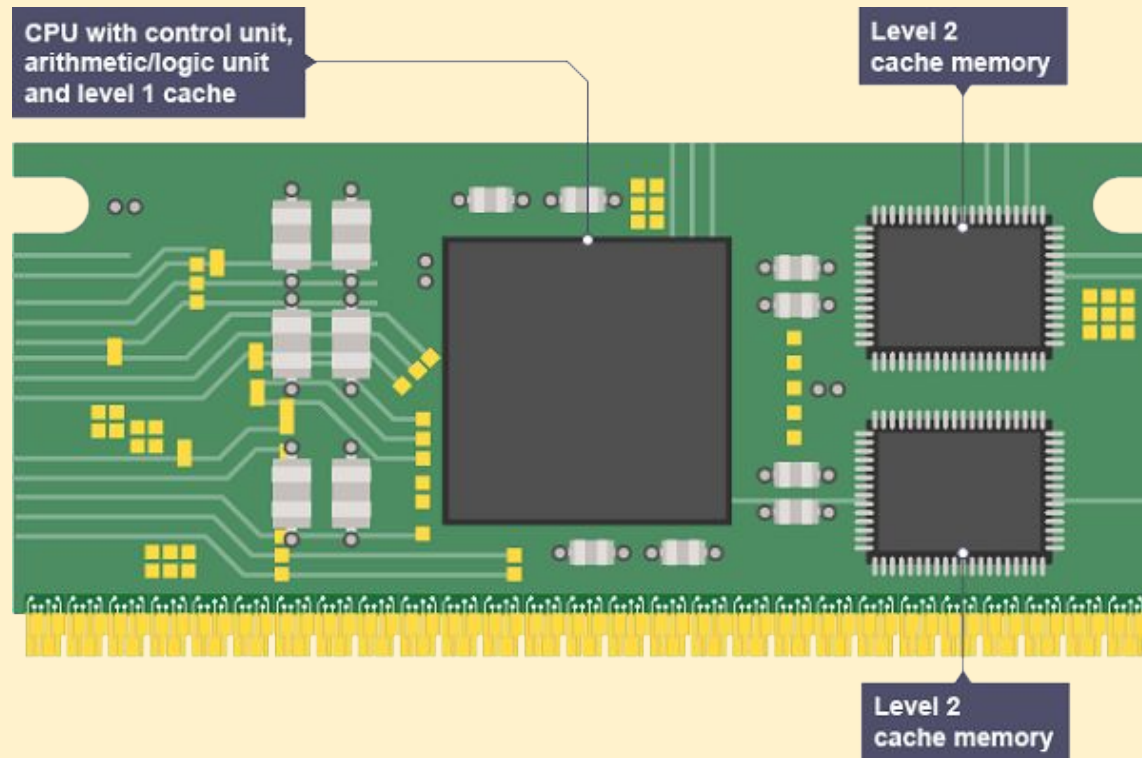 CPU with control unit,
arithmetic/logic unit
and level 1 cache
Level 2
cache memory
Level 2
cache memory